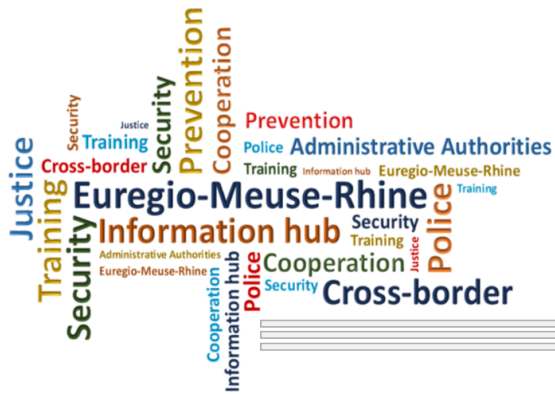 Prevention
Cooperation
Security
Security
Justice
Training
Prevention
Justice
Police
Administrative Authorities
Cross-border
Training
Information hub
Euregio-Meuse-Rhine
Training
Euregio-Meuse-Rhine
Police
Training
Security
Information hub
Security
Training
Justice
Administrative Authorities
Euregio-Meuse-Rhine
Cooperation
Information hub
Police
Cooperation
Security
Cross-border